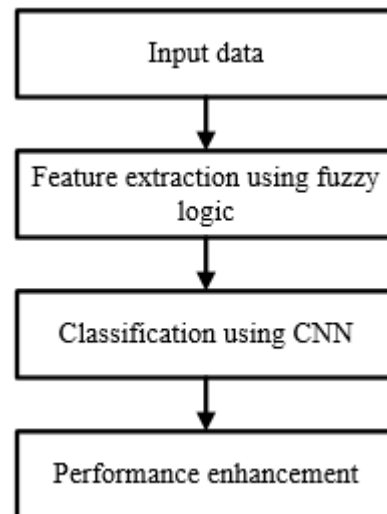 Input data
Feature extraction using fuzzy
logic
Classification using CNN
Performance enhancement